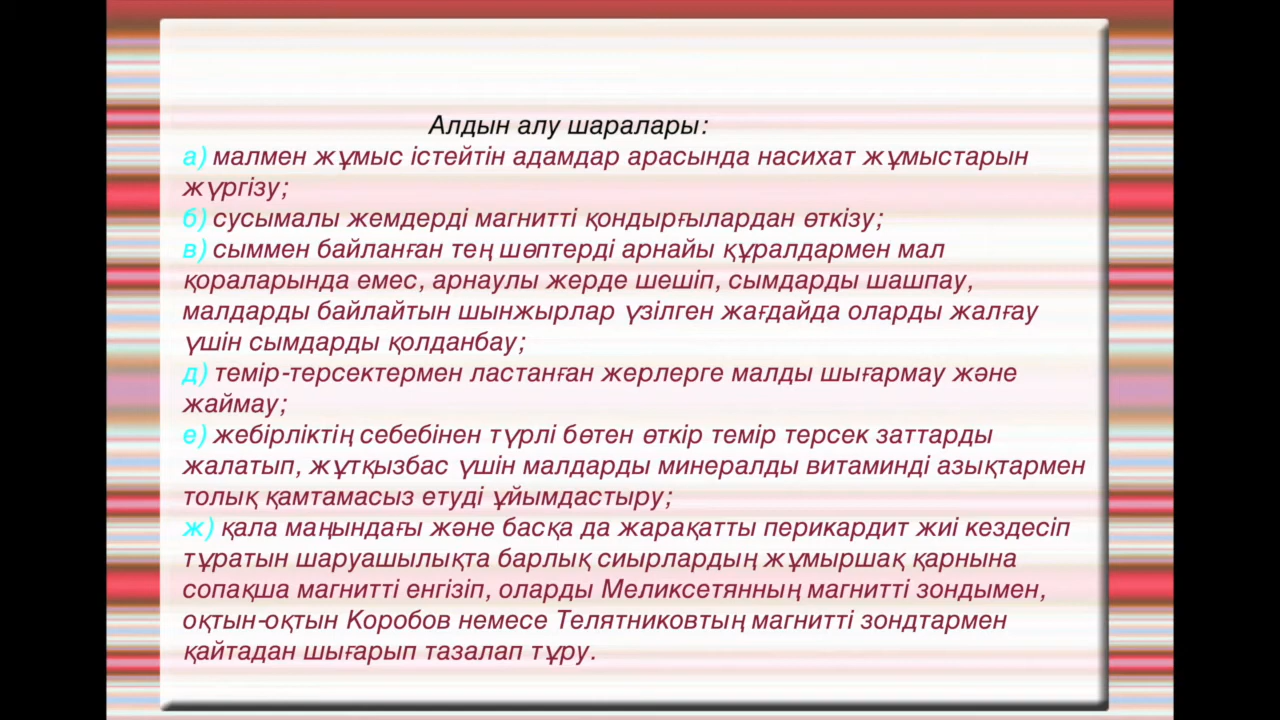 Алдын алу шаралары:
а) малмен жұмыс істейтін адамдар арасында насихат жұмыстарын
жүргізу;
б) сусымалы жемдерді магнитті қондырғылардан өткізу;
в) сыммен байланған тең шөптерді арнайы құралдармен мал
қораларында емес, арнаулы жерде шешіп, сымдарды шашпау,
малдарды байлайтын шынжырлар үзілген жағдайда оларды жалғау
үшін сымдарды қолданбау;
д) темір-терсектермен ластанған жерлерге малды шығармау және
жаймау;
е) жебірліктің себебінен түрлі бөтен өткір темір терсек заттарды
жалатып, жұтқызбас үшін малдарды минералды витаминді азықтармен
толық қамтамасыз етуді ұйымдастыру;
ж) қала маңындағы және басқа да жарақатты перикардит жиі кездесіп
тұратын шаруашылықта барлық сиырлардың жұмыршақ қарнына
сопақша магнитті енгізіп, оларды Меликсетянның магнитті зондымен,
оқтын-оқтын Коробов немесе Телятниковтың магнитті зондтармен
қайтадан шығарып тазалап тұру.